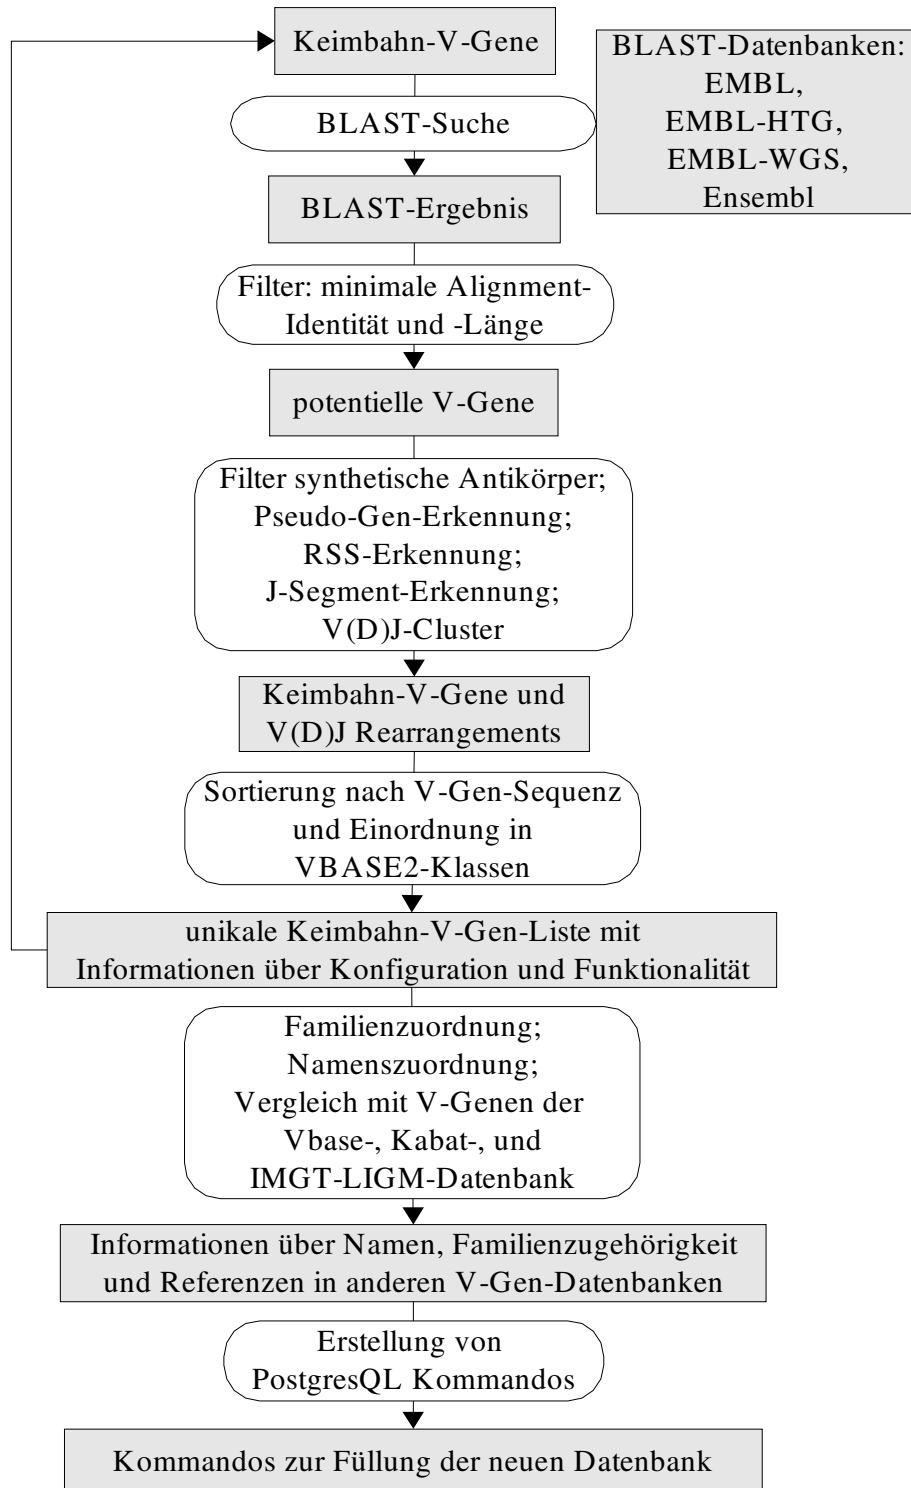 Keimbahn-V-Gene
BLAST-Datenbanken:
EMBL,
EMBL-HTG,
EMBL-WGS,
Ensembl
BLAST-Suche
BLAST-Ergebnis
Filter: minimale Alignment-
Identität und -Länge
potentielle V-Gene
Filter synthetische Antikörper;
Pseudo-Gen-Erkennung;
RSS-Erkennung;
J-Segment-Erkennung;
V(D)J-Cluster
Keimbahn-V-Gene und
V(D)J Rearrangements
Sortierung nach V-Gen-Sequenz
und Einordnung in
VBASE2-Klassen
unikale Keimbahn-V-Gen-Liste mit
Informationen über Konfiguration und Funktionalität
Familienzuordnung;
Namenszuordnung;
Vergleich mit V-Genen der
Vbase-, Kabat-, und
IMGT-LIGM-Datenbank
Informationen über Namen, Familienzugehörigkeit
und Referenzen in anderen V-Gen-Datenbanken
Erstellung von
PostgresQL Kommandos
Kommandos zur Füllung der neuen Datenbank